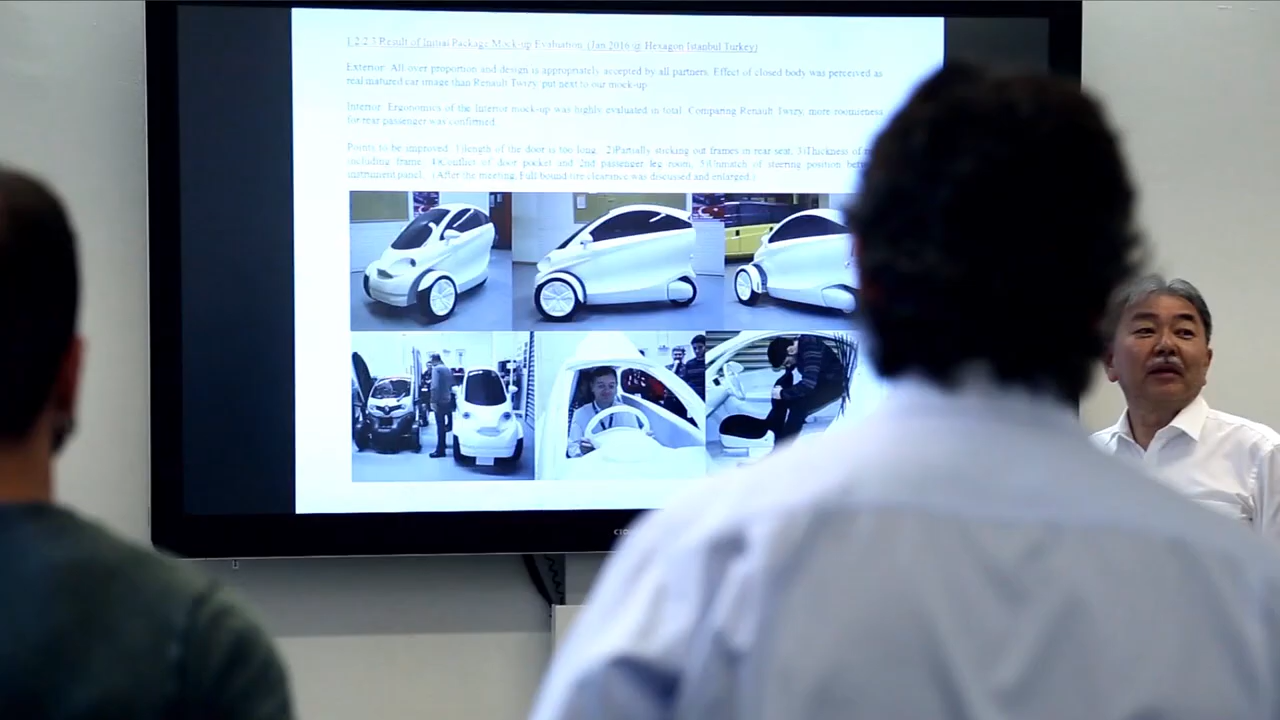 1.2.2.3 Result of Initial Package Mock-up Evaluation (Jan 2016 @ Hexagon Istanbul Turkey)
Exterior: All over proportion and design is appropriately acorpted by all partners. Effect of closed body was perceived as
real matured car image than Renault Twizy put next to our mock-up
Interior: Ergonomics of the Interior mock-up was highly evaluated in total. Comparing Renault Twizy, more roominess
for rear passenger was confirmed
Points to be improved: 1)length of the door is too long. 2)Partially sticking out frames in rear seat. 3)Thickness of
including frame. 4)Conflict of door pocket and 2nd passenger leg room. 5)Unmatch of steering position
instrument panel. (After the meeting, Full bound tire clearance was discussed and enlarged.)